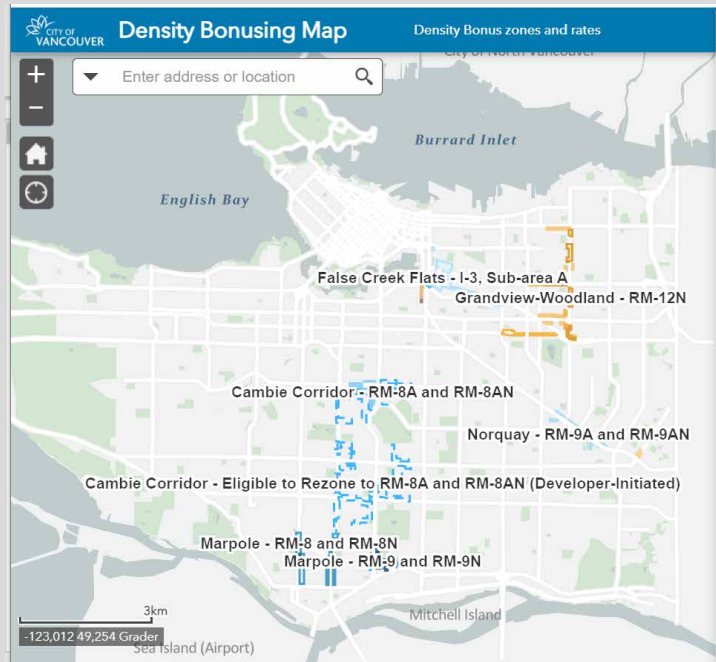 CITY OF
VANCOUVER
Density Bonusing Map
Density Bonus zones and rates
City of North Vancouver
+
Enter address or location
−
Burrard Inlet
English Bay
False Creek Flats - I-3, Sub-area A
Grandview-Woodland - RM-12N
Cambie Corridor - RM-8A and RM-8AN
Norquay - RM-9A and RM-9AN
Cambie Corridor - Eligible to Rezone to RM-8A and RM-8AN (Developer-Initiated)
Marpole - RM-8 and RM-8N
Marpole - RM-9 and RM-9N
3km
Mitchell Island
-123,012 49,254 Grader
Sea Island (Airport)